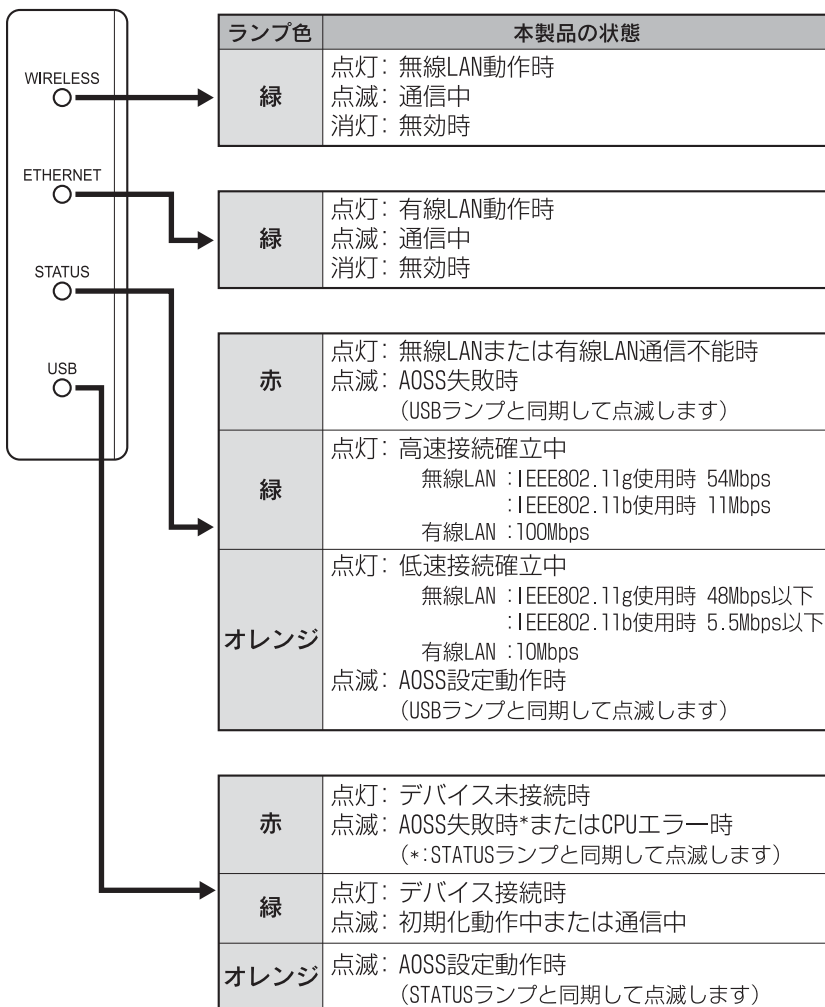 WIRELESS
ETHERNET
STATUS
USB
ランプ色 本製品の状態
緑
点灯: 無線LAN動作時
点滅: 通信中
消灯: 無効時
緑
点灯: 有線LAN動作時
点滅: 通信中
消灯: 無効時
赤
点灯: 無線LANまたは有線LAN通信不能時
点滅: AOSS失敗時
(USBランプと同期して点滅します)
緑
点灯: 高速接続確立中
無線LAN :IEEE802.11g使用時 54Mbps
:IEEE802.11b使用時 11Mbps
有線LAN :100Mbps
オレンジ
点灯: 低速接続確立中
無線LAN :IEEE802.11g使用時 48Mbps以下
:IEEE802.11b使用時 5.5Mbps以下
有線LAN :10Mbps
点滅: AOSS設定動作時
(USBランプと同期して点滅します)
赤
点灯: デバイス未接続時
点滅: AOSS失敗時*またはCPUエラー時
(*:STATUSランプと同期して点滅します)
緑
点灯: デバイス接続時
点滅: 初期化動作中または通信中
オレンジ
点滅: AOSS設定動作時
(STATUSランプと同期して点滅します)